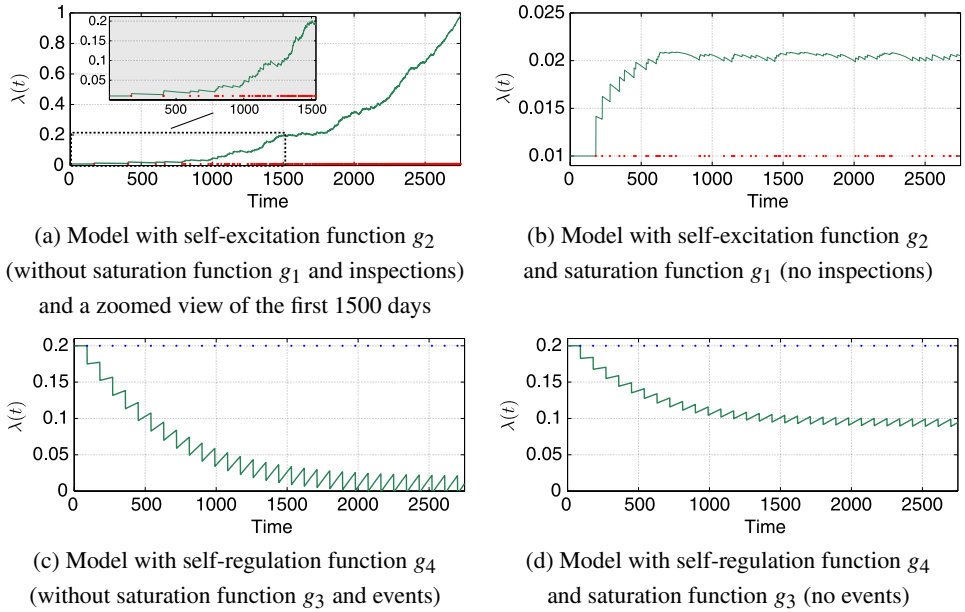 1
0.8
0.6
0.4
0.2
0
λ(t)
0.2
0.15
0.1
0.05
500 1000 1500
0 500 1000 1500 2000 2500
Time
(a) Model with self-excitation function g2
(without saturation function g1 and inspections)
and a zoomed view of the first 1500 days
0.025
0.02
0.015
0.01
λ(t)
0 500 1000 1500 2000 2500
Time
(b) Model with self-excitation function g2
and saturation function g1 (no inspections)
0.2
0.15
0.1
0.05
0
λ(t)
0 500 1000 1500 2000 2500
Time
(c) Model with self-regulation function g4
(without saturation function g3 and events)
0.2
0.15
0.1
0.05
0
λ(t)
0 500 1000 1500 2000 2500
Time
(d) Model with self-regulation function g4
and saturation function g3 (no events)